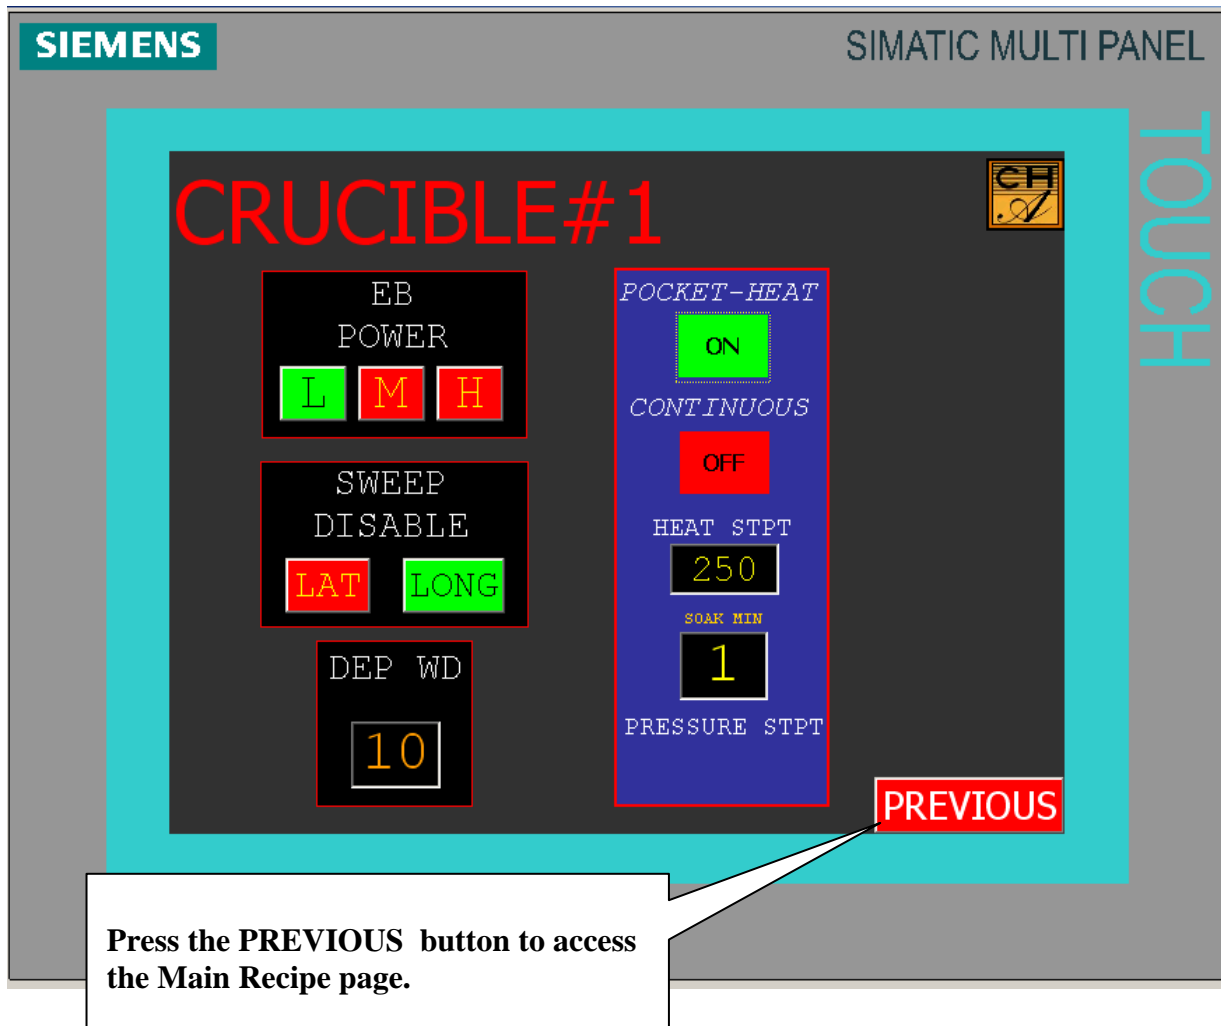 SIEMENS
SIMATIC MULTI PANEL
TOUCH
CRUCIBLE#1
CHA
EB
POWER
L M H
SWEEP
DISABLE
LAT LONG
DEP WD
10
POCKET-HEAT
ON
CONTINUOUS
OFF
HEAT STPT
250
SOAK MIN
1
PRESSURE STPT
PREVIOUS
Press the PREVIOUS button to access
the Main Recipe page.